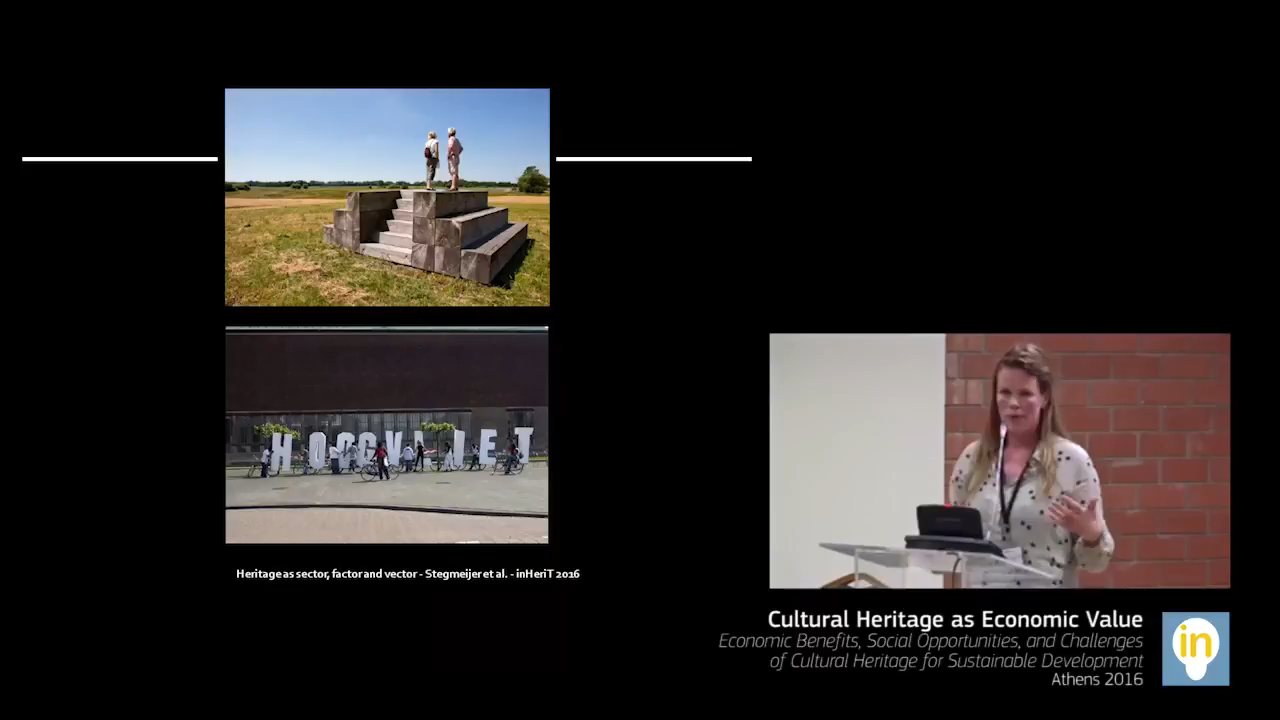 HOOGVLIET
Heritage as sector, factor and vector - Stegmeijer et al. - inHeriT 2016
Cultural Heritage as Economic Value
Economic Benefits, Social Opportunities, and Challenges
of Cultural Heritage for Sustainable Development
Athens 2016
in